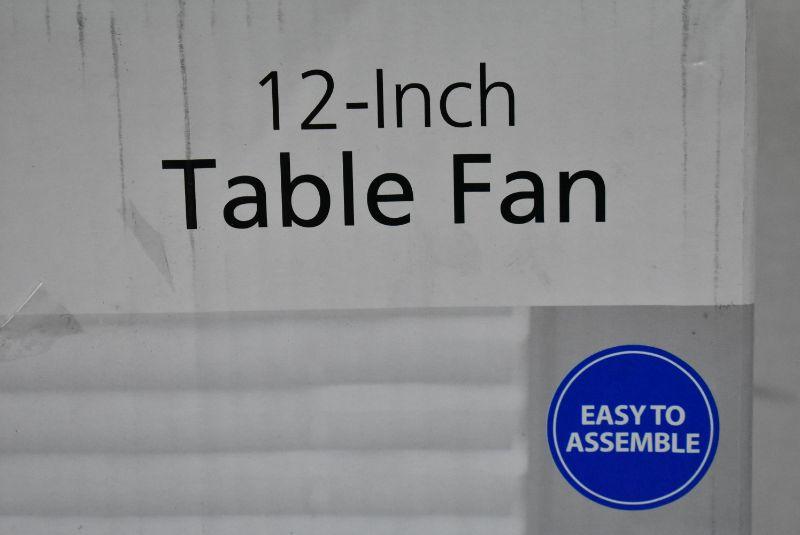 12-Inch
Table Fan
EASY TO
ASSEMBLE